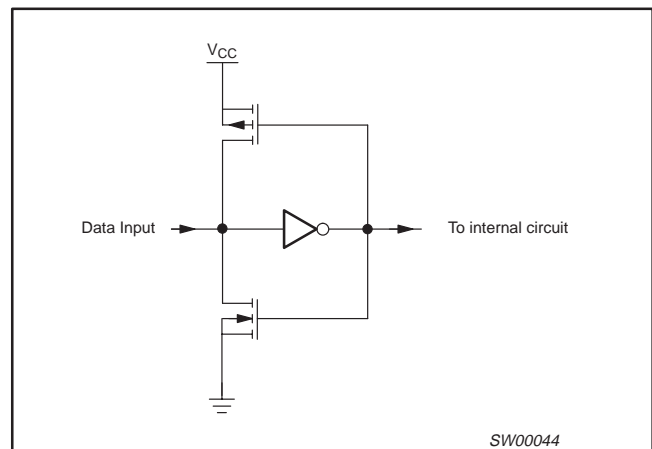 VCC
Data Input
To internal circuit
SW00044